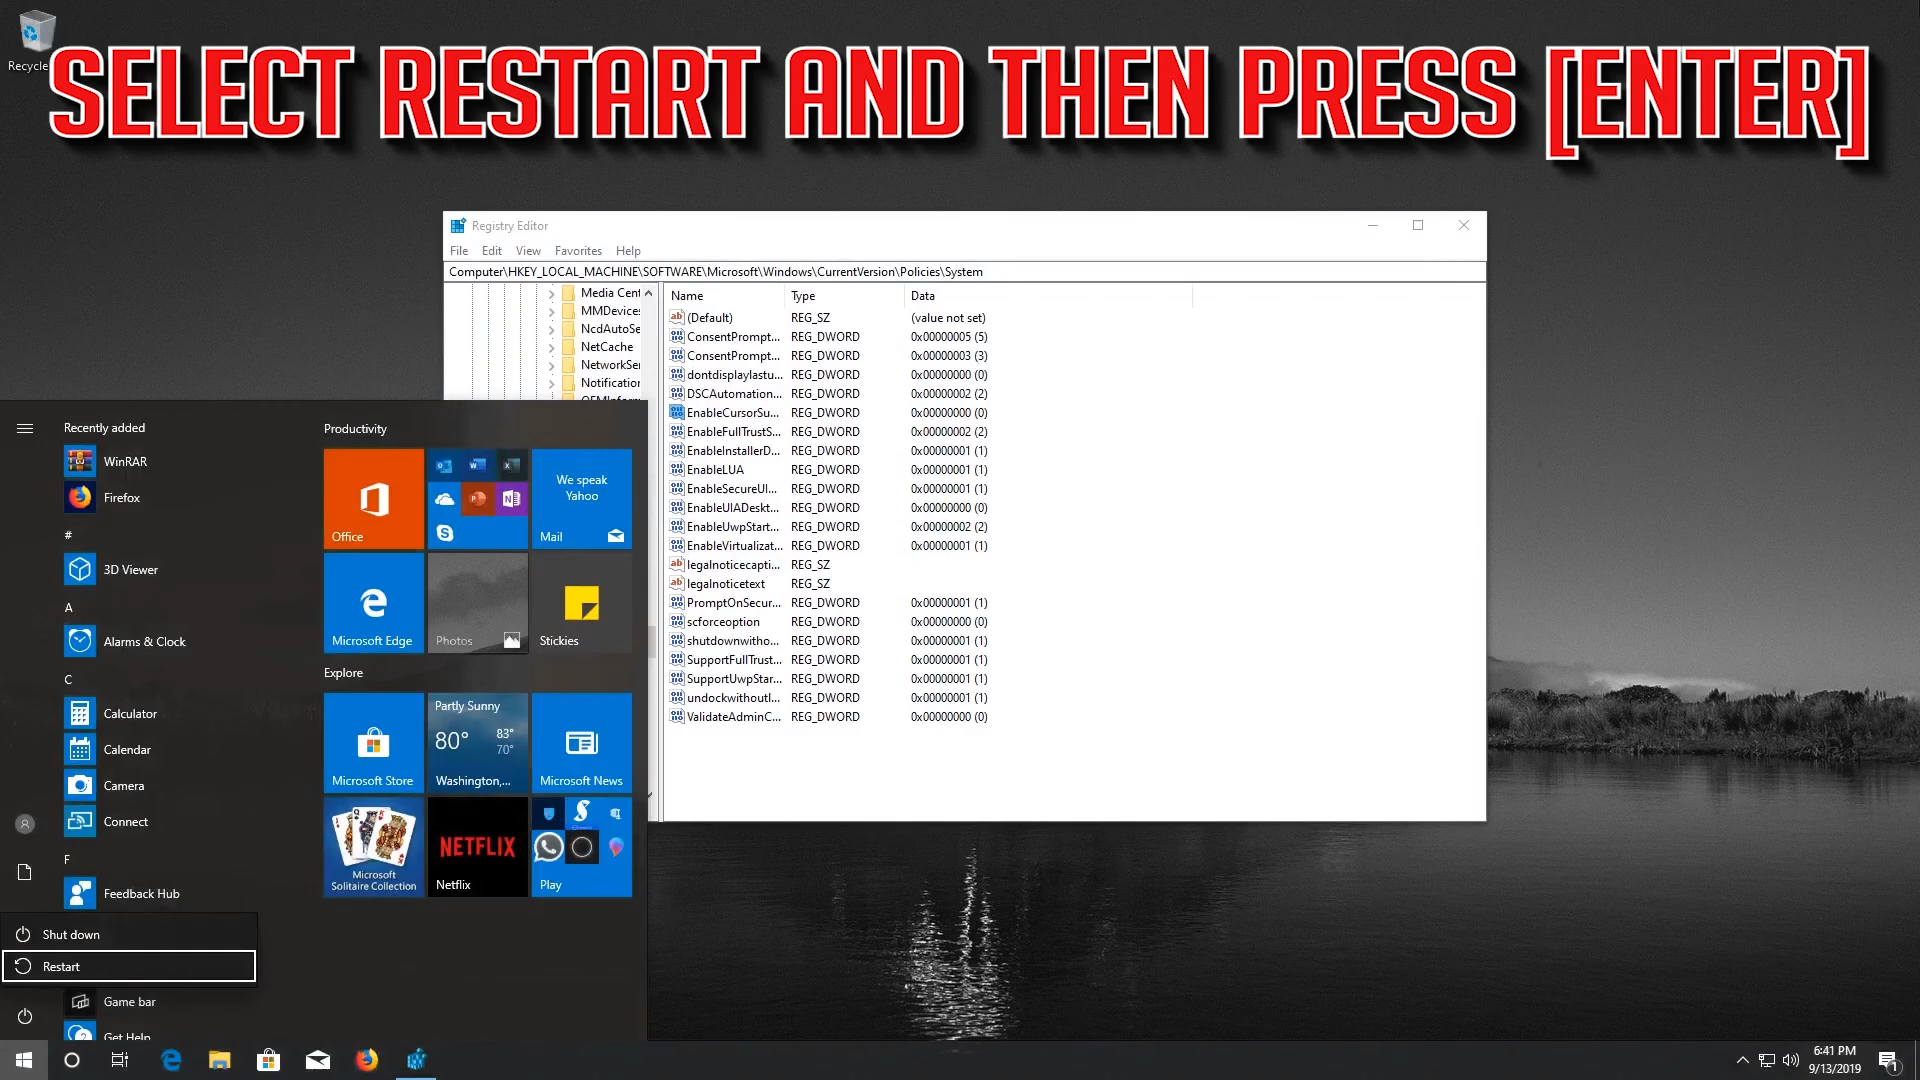 Recycle
SELECT RESTART AND THEN PRESS [ENTER]
Registry Editor
File Edit View Favorites Help
Computer\HKEY_LOCAL_MACHINE\SOFTWARE\Microsoft\Windows\CurrentVersion\Policies\System
Media Cent
MMDevices
NcdAutoSe
NetCache
NetworkSer
Notification
Name Type Data
(Default) REG_SZ (value not set)
ConsentPrompt... REG_DWORD 0x00000005 (5)
ConsentPrompt... REG_DWORD 0x00000003 (3)
dontdisplaylastu... REG_DWORD 0x00000000 (0)
DSCAutomation... REG_DWORD 0x00000002 (2)
EnableCursorSu... REG_DWORD 0x00000000 (0)
EnableFullTrustS... REG_DWORD 0x00000002 (2)
EnableInstallerD... REG_DWORD 0x00000001 (1)
EnableLUA REG_DWORD 0x00000001 (1)
EnableSecureUI... REG_DWORD 0x00000001 (1)
EnableUIADeskt... REG_DWORD 0x00000000 (0)
EnableUwpStart... REG_DWORD 0x00000002 (2)
EnableVirtualizat... REG_DWORD 0x00000001 (1)
legalnoticecapti... REG_SZ
legalnoticetext REG_SZ
PromptOnSecur... REG_DWORD 0x00000001 (1)
scforceoption REG_DWORD 0x00000000 (0)
shutdownwitho... REG_DWORD 0x00000001 (1)
SupportFullTrust... REG_DWORD 0x00000001 (1)
SupportUwpStar... REG_DWORD 0x00000001 (1)
undockwithoutl... REG_DWORD 0x00000001 (1)
ValidateAdminC... REG_DWORD 0x00000000 (0)
Recently added
WinRAR
Firefox
#
3D Viewer
A
Alarms & Clock
C
Calculator
Calendar
Camera
Connect
F
Feedback Hub
Shut down
Restart
Game bar
Get Help
Productivity
Office
We speak
Yahoo
Mail
Microsoft Edge
Photos
Stickies
Explore
Microsoft Store
Partly Sunny
80° 83°
70°
Washington,...
Microsoft News
Microsoft
Solitaire Collection
NETFLIX
Netflix
Play
6:41 PM
9/13/2019
1